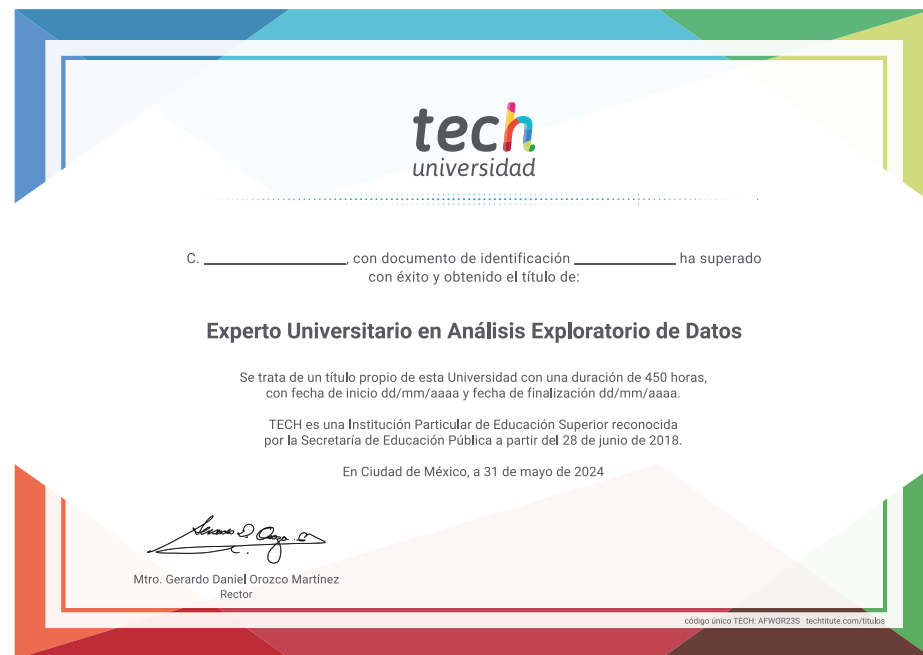 tech
universidad
C. ____________, con documento de identificación ____________ ha superado
con éxito y obtenido el título de:
Experto Universitario en Análisis Exploratorio de Datos
Se trata de un título propio de esta Universidad con una duración de 450 horas,
con fecha de inicio dd/mm/aaaa y fecha de finalización dd/mm/aaaa.
TECH es una Institución Particular de Educación Superior reconocida
por la Secretaría de Educación Pública a partir del 28 de junio de 2018.
En Ciudad de México, a 31 de mayo de 2024
Mtro. Gerardo Daniel Orozco Martínez
Rector
código único TECH: AFWOR23S techtitute.com/titulos